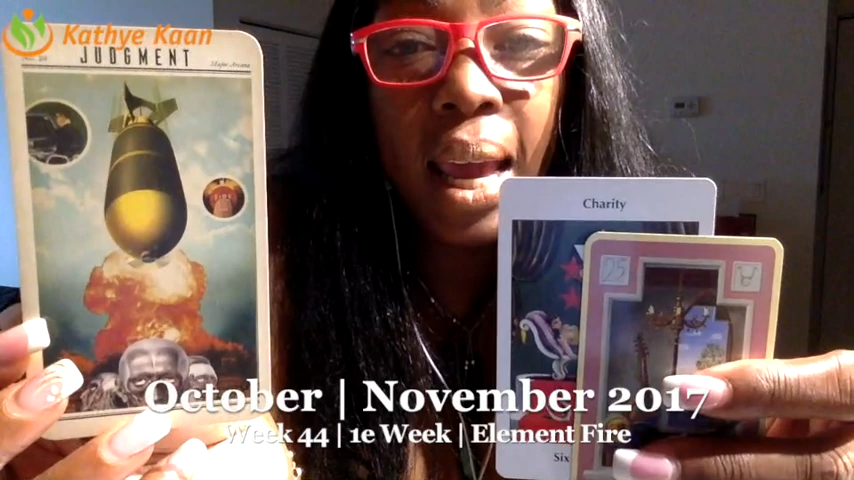 Kathye Kaan
JUDGMENT
Major Arcana
Charity
25
October | November 2017
Week 44 | 1e Week | Element Fire
Six